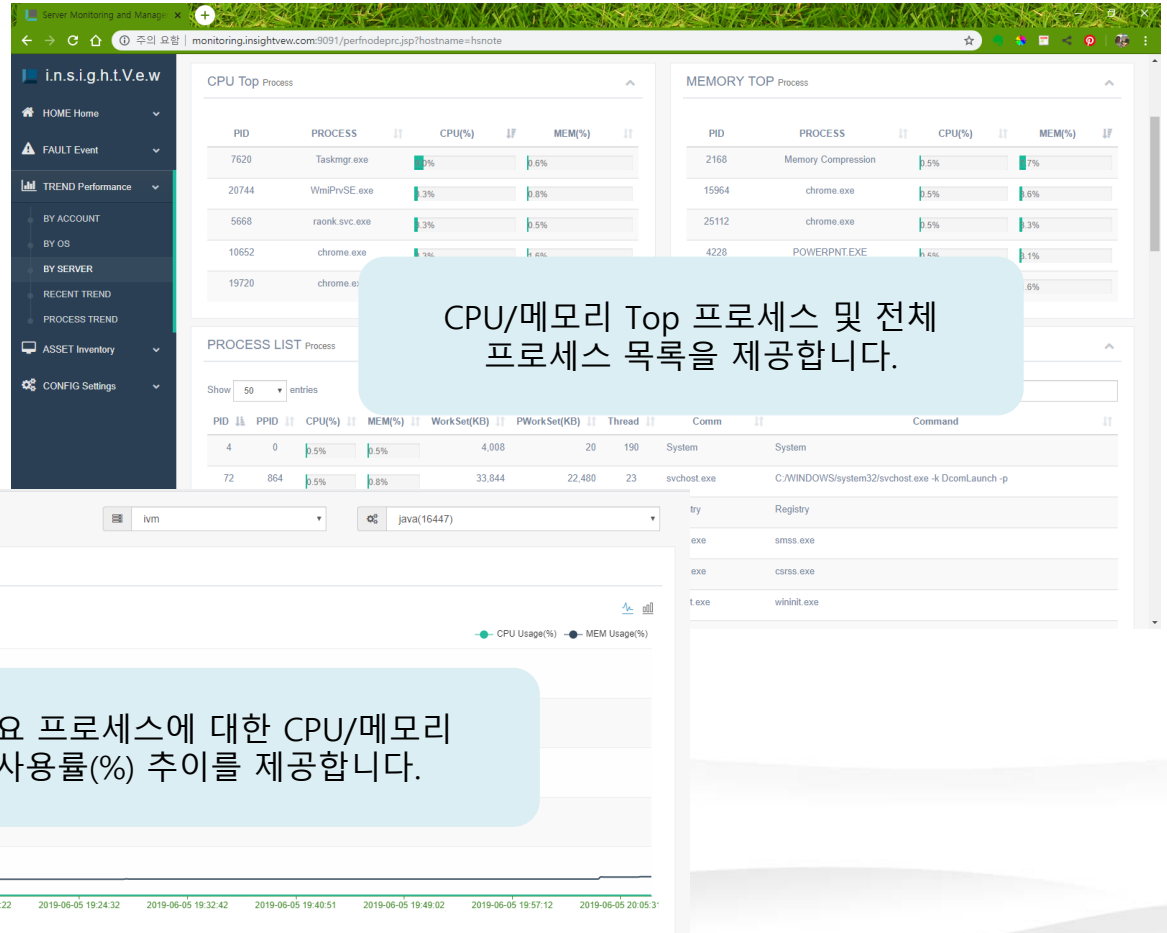 Server Monitoring and Manage
주의 요함 | monitoring.insightvew.com:9091/perfnodeprc.jsp?hostname=hsnote
i.n.s.i.g.h.t.V.e.w
HOME Home
FAULT Event
TREND Performance
BY ACCOUNT
BY OS
BY SERVER
RECENT TREND
PROCESS TREND
ASSET Inventory
CONFIG Settings
CPU Top Process
PID PROCESS CPU(%) MEM(%)
7620 Taskmgr.exe 0.6%
20744 WmiPrvSE.exe 0.8%
5668 raonk.svc.exe 0.5%
10652 chrome.exe
19720
MEMORY TOP Process
PID PROCESS CPU(%) MEM(%)
2168 Memory Compression 0.5%
15964 chrome.exe 0.5%
25112 chrome.exe 0.5%
4228 POWERPNT.EXE
CPU/메모리 Top 프로세스 및 전체
프로세스 목록을 제공합니다.
PROCESS LIST Process
Show 50 entries
PID PPID CPU(%) MEM(%) WorkSet(KB) PWorkSet(KB) Thread Comm Command
4 0 0.5% 0.5% 4,008 20 190 System System
72 864 0.5% 0.8% 33,844 22,480 23 svchost.exe C:/WINDOWS/system32/svchost.exe -k DcomLaunch -p
Registry
smss.exe
csrss.exe
wininit.exe
ivm java(16447)
CPU Usage(%) MEM Usage(%)
프로세스에 대한 CPU/메모리
사용률(%) 추이를 제공합니다.
2019-06-05 19:24:32 2019-06-05 19:32:42 2019-06-05 19:40:51 2019-06-05 19:49:02 2019-06-05 19:57:12 2019-06-05 20:05:31